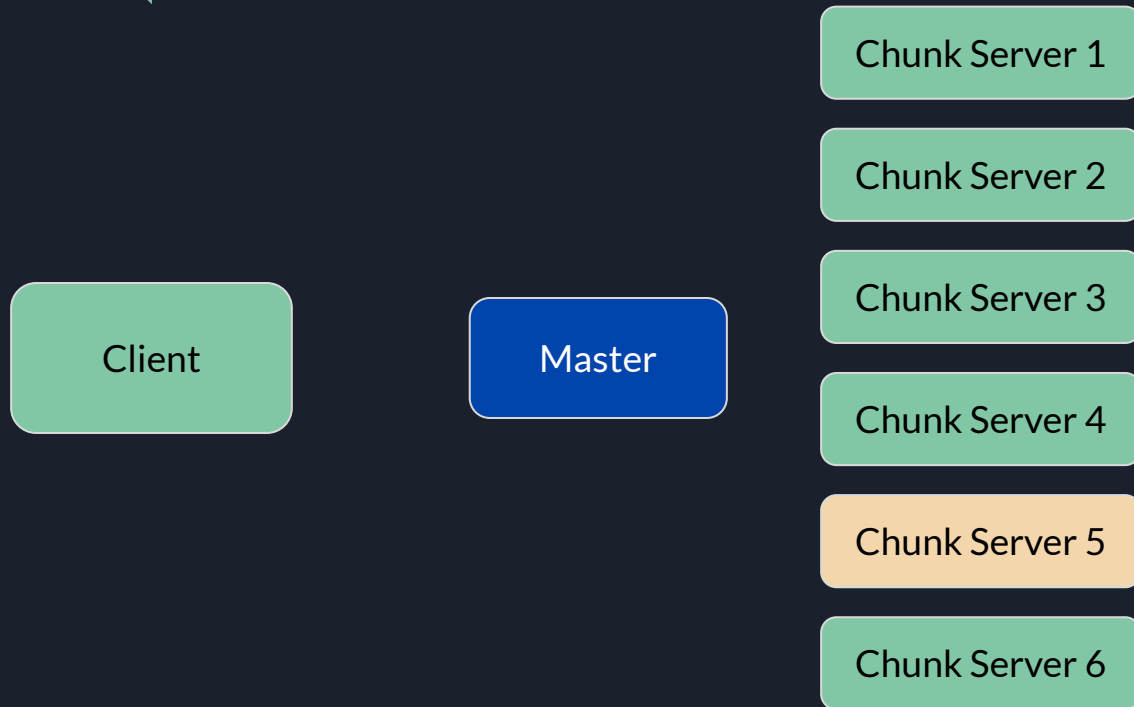 Chunk Server 1
Chunk Server 2
Chunk Server 3
Client
Master
Chunk Server 4
Chunk Server 5
Chunk Server 6